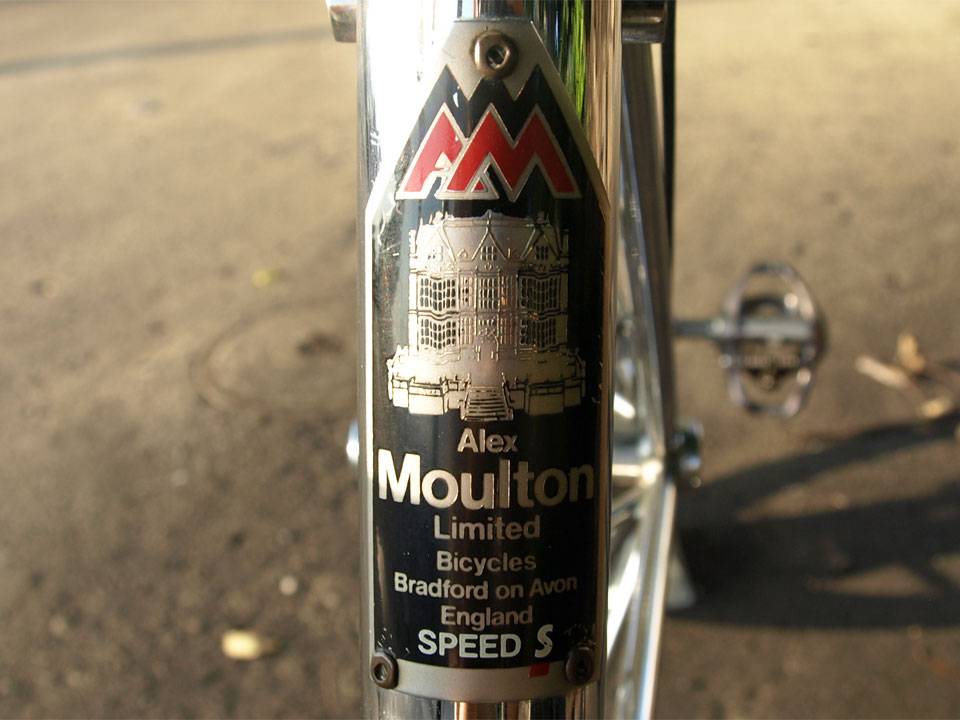 AM
Alex
Moulton
Limited
Bicycles
Bradford on Avon
England
SPEED S